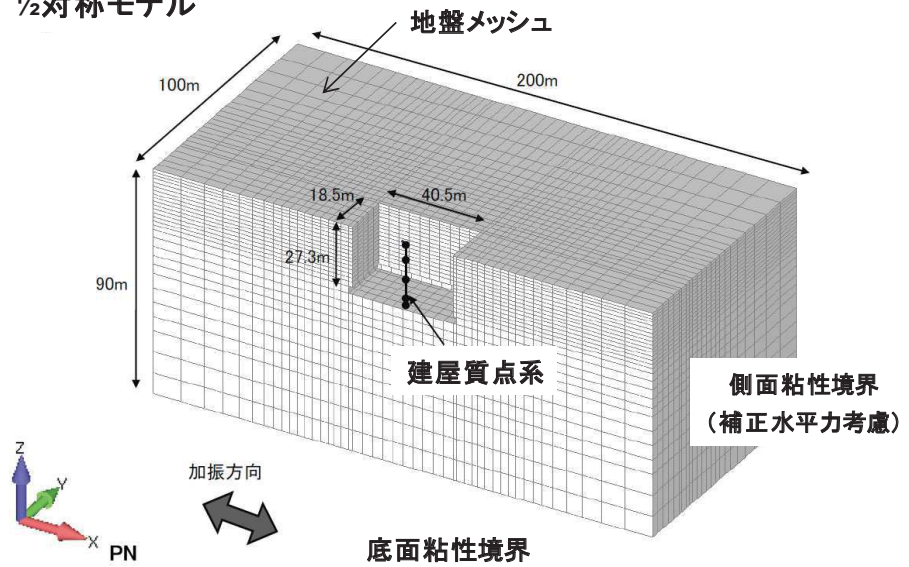 ½対称モデル
地盤メッシュ
100m
200m
18.5m
40.5m
27.3m
90m
建屋質点系
側面粘性境界
（補正水平力考慮）
Z
Y
X
PN
加振方向
底面粘性境界